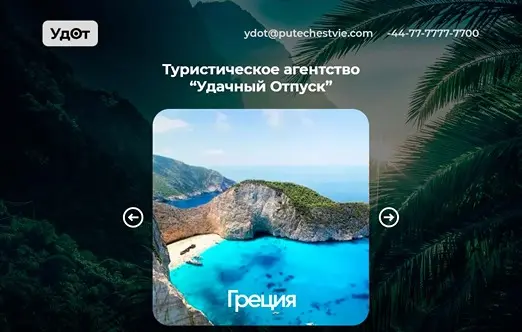 УдОт
ydot@putechestvie.com
-44-77-7777-7700
Туристическое агентство
“Удачный Отпуск”
Греция